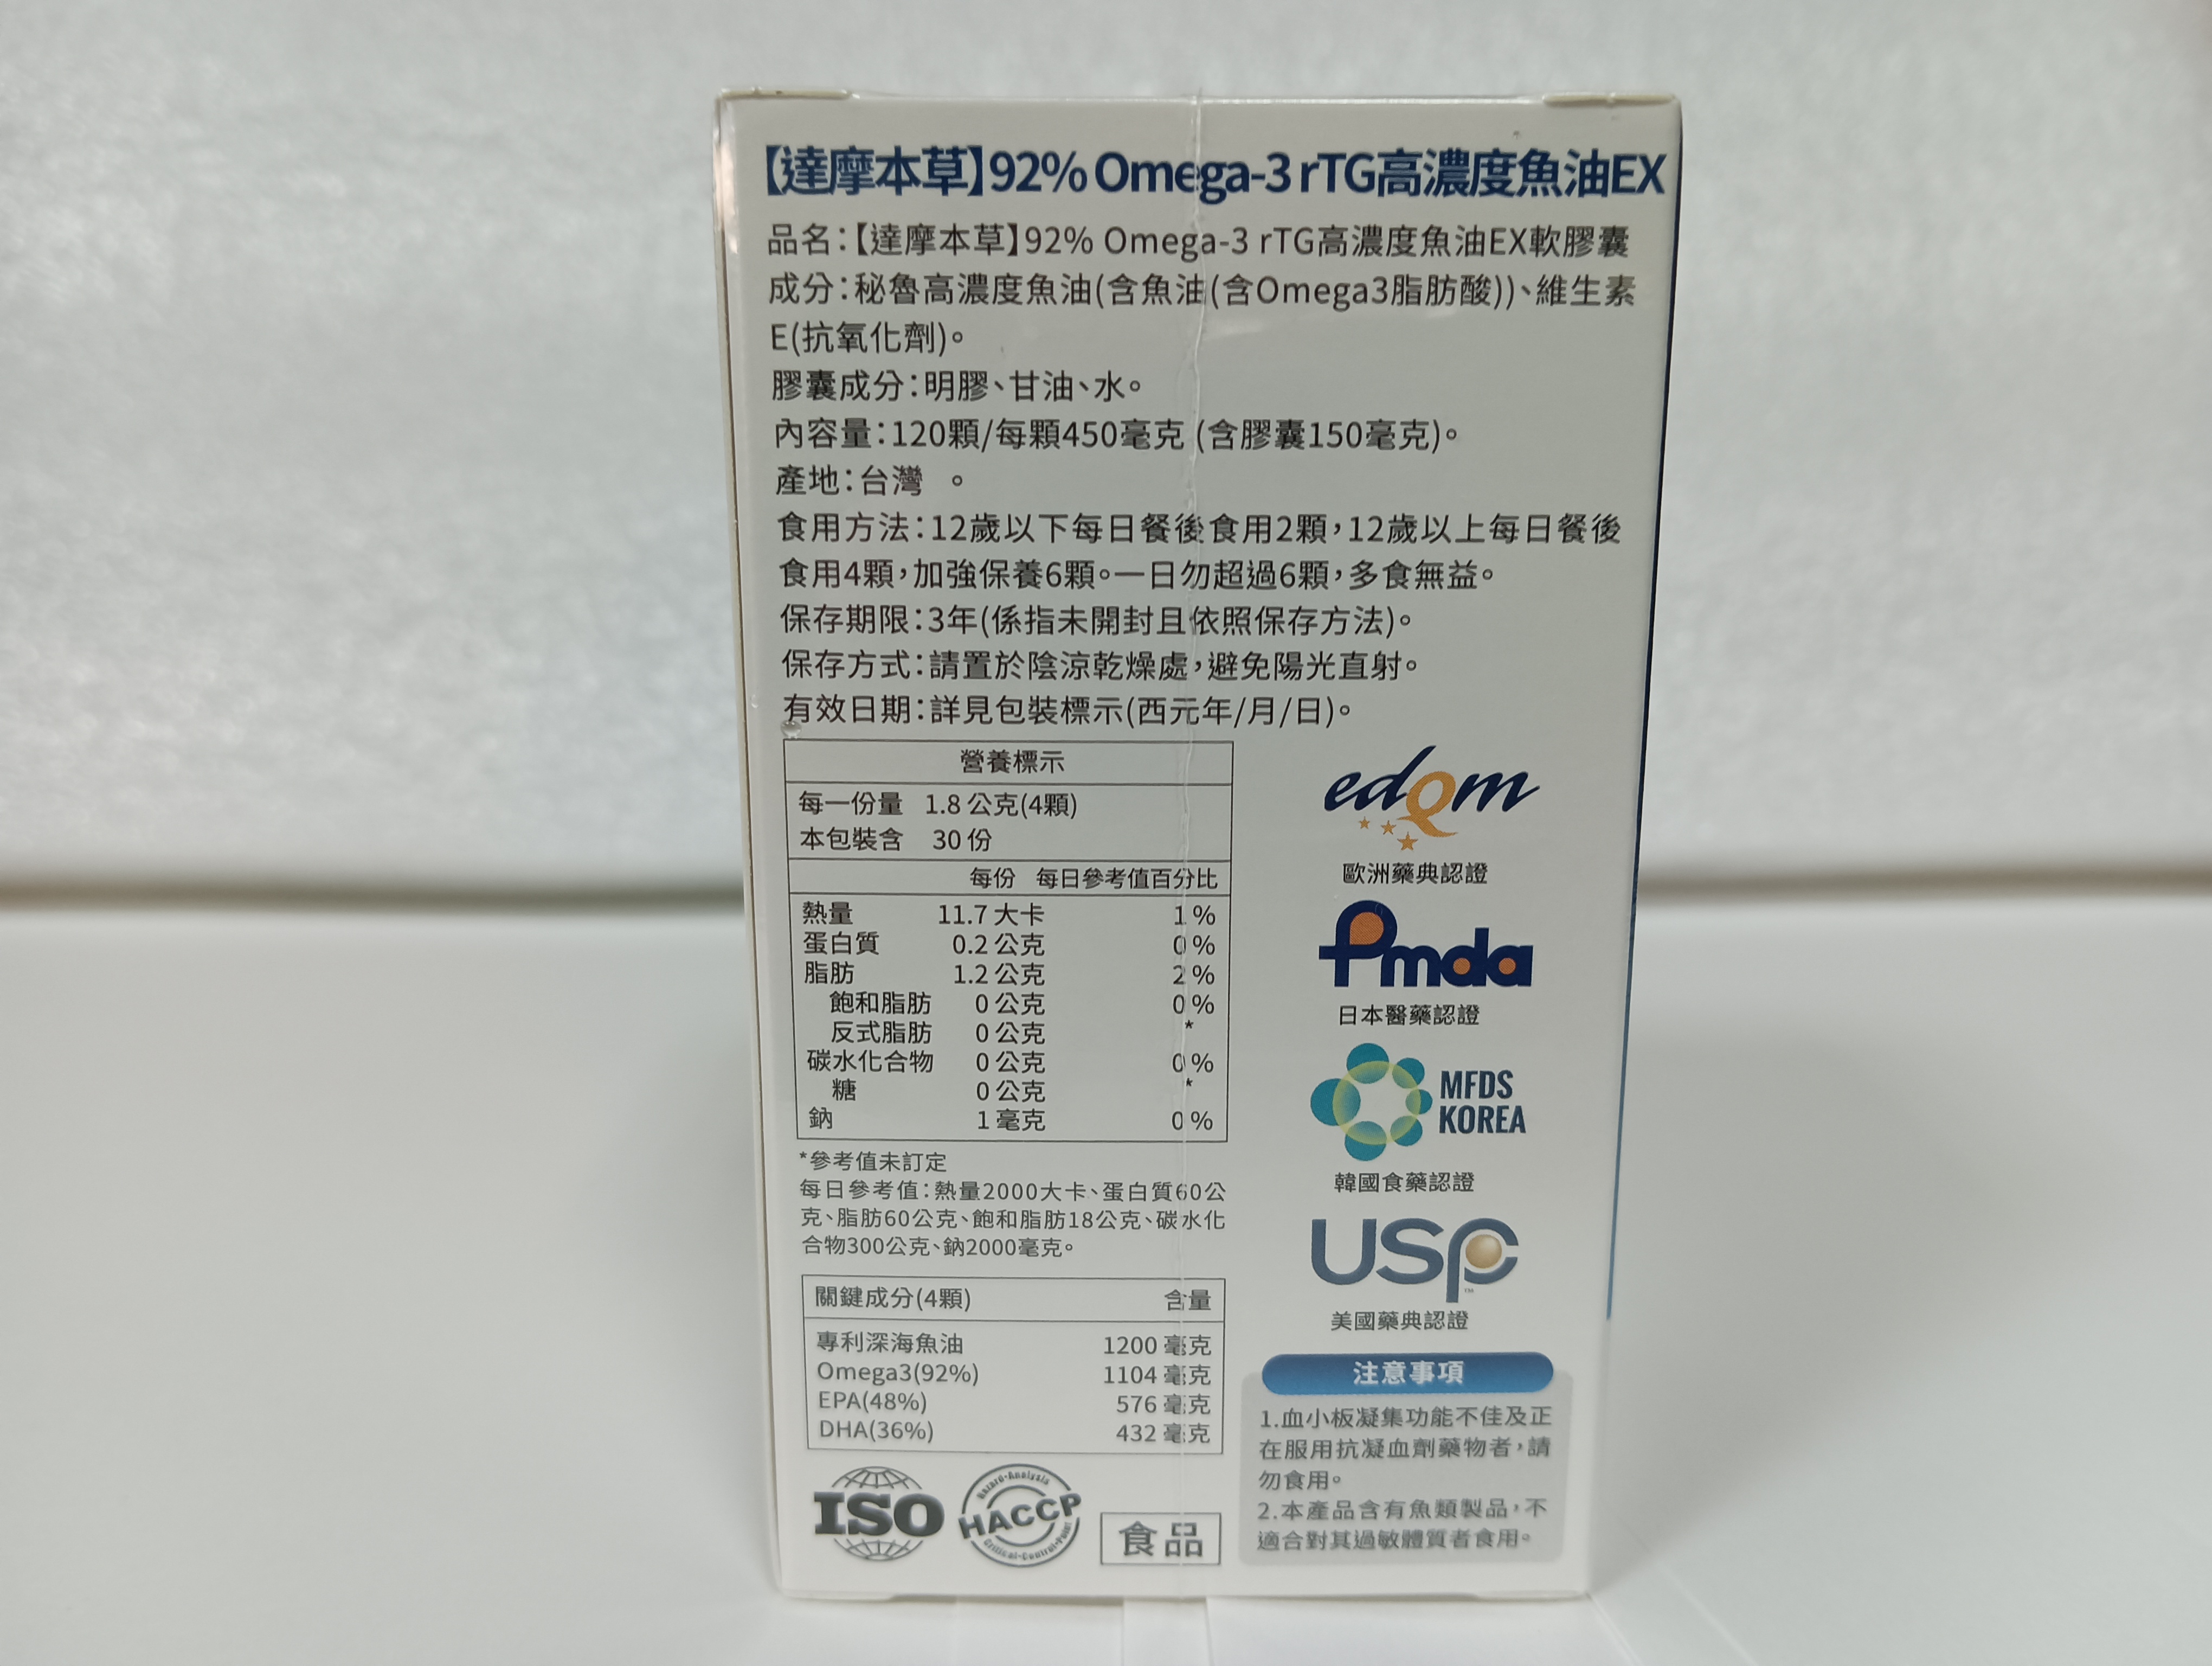 【達摩本草】92% Omega-3 rTG高濃度魚油EX
品名:【達摩本草】92% Omega-3 rTG高濃度魚油EX軟膠囊
成分:秘魯高濃度魚油(含魚油(含Omega3脂肪酸))、維生素
E(抗氧化劑)。
膠囊成分:明膠、甘油、水。
內容量:120顆/每顆450毫克 (含膠囊150毫克)。
產地:台灣 。
食用方法:12歲以下每日餐後食用2顆,12歲以上每日餐後
食用4顆,加強保養6顆。一日勿超過6顆,多食無益。
保存期限:3年(係指未開封且依照保存方法)。
保存方式:請置於陰涼乾燥處,避免陽光直射。
有效日期:詳見包裝標示(西元年/月/日)。
營養標示
每一份量 1.8 公克(4顆)
本包裝含 30 份
每份 每日參考值百分比
熱量 11.7 大卡 1 %
蛋白質 0.2 公克 0 %
脂肪 1.2 公克 2 %
飽和脂肪 0 公克 0 %
反式脂肪 0 公克 *
碳水化合物 0 公克 0 %
糖 0 公克 *
鈉 1 毫克 0 %
*參考值未訂定
每日參考值:熱量2000大卡、蛋白質60公
克、脂肪60公克、飽和脂肪18公克、碳水化
合物300公克、鈉2000毫克。
關鍵成分(4顆) 含量
專利深海魚油 1200 毫克
Omega3(92%) 1104 毫克
EPA(48%) 576 毫克
DHA(36%) 432 毫克
ISO
Hazard-Analysis
HACCP
Critical-Control-Point
食品
edQm
歐洲藥典認證
Pmda
日本醫藥認證
MFDS
KOREA
韓國食藥認證
USP
美國藥典認證
注意事項
1.血小板凝集功能不佳及正
在服用抗凝血劑藥物者,請
勿食用。
2.本產品含有魚類製品,不
適合對其過敏體質者食用。